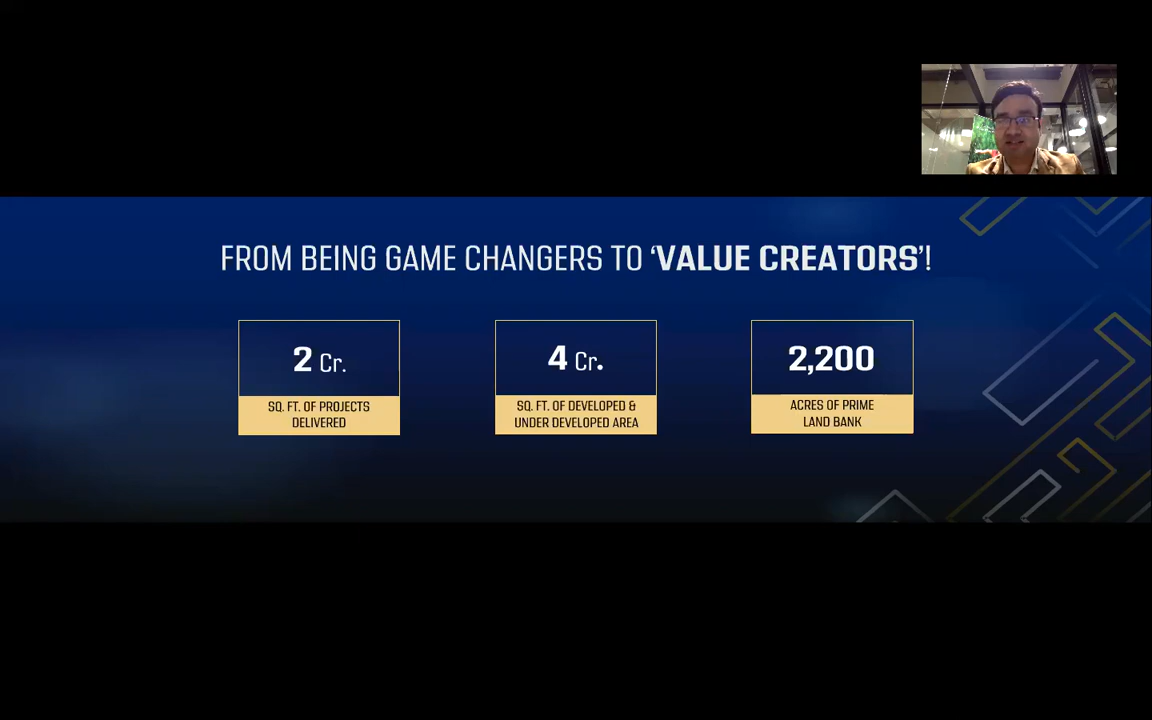 FROM BEING GAME CHANGERS TO ‘VALUE CREATORS’!
2 Cr.
SQ. FT. OF PROJECTS
DELIVERED
4 Cr.
SQ. FT. OF DEVELOPED &
UNDER DEVELOPED AREA
2,200
ACRES OF PRIME
LAND BANK